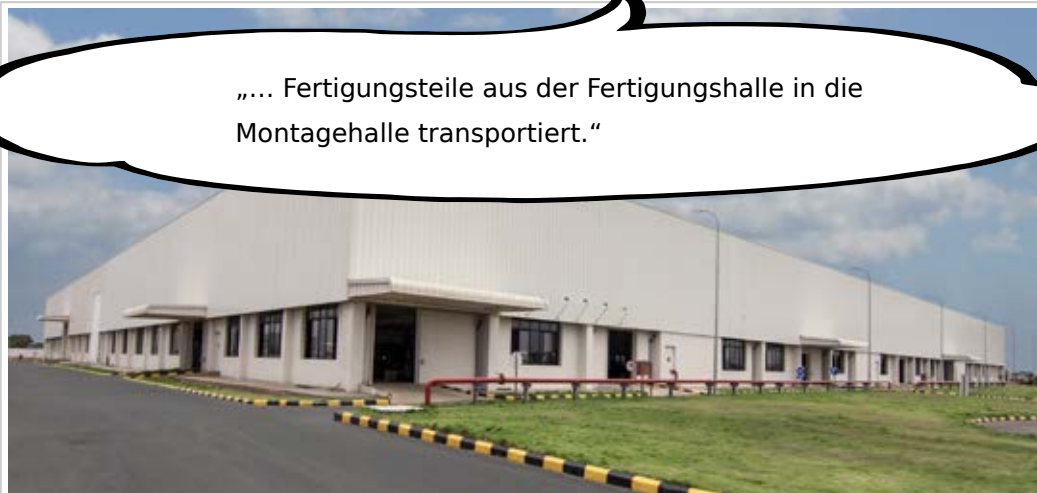 „… Fertigungsteile aus der Fertigungshalle in die
Montagehalle transportiert.“